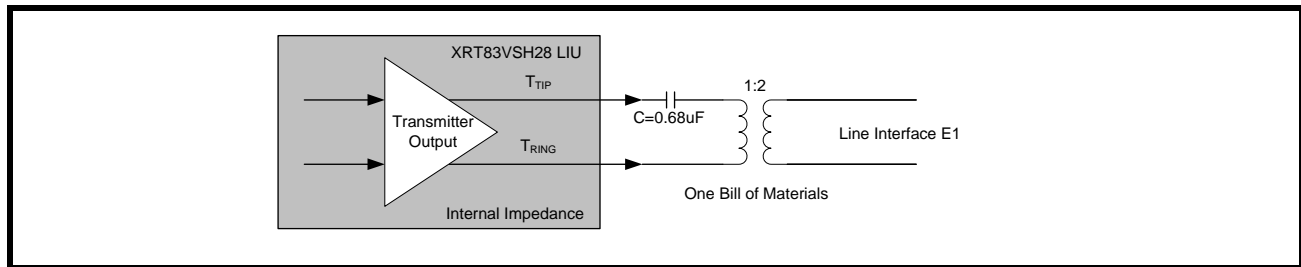 XRT83VSH28 LIU
TTIP
1:2
Transmitter
Output
C=0.68uF
Line Interface E1
TRING
One Bill of Materials
Internal Impedance